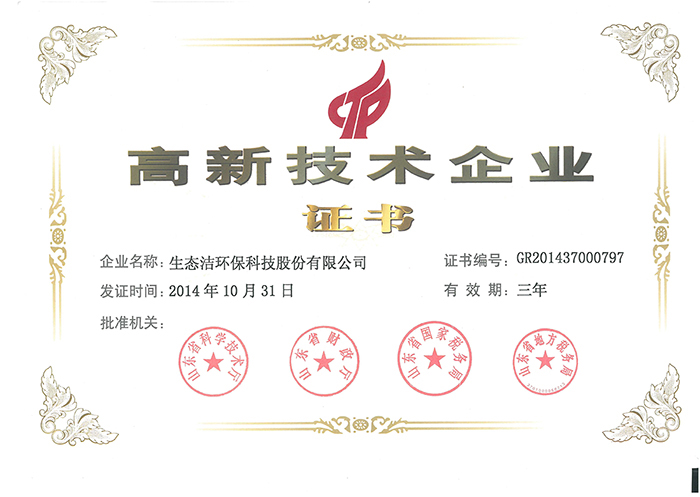 高新技术企业
证书
企业名称：生态洁环保科技股份有限公司
证书编号：GR201437000797
发证时间：2014年10月31日
有效期：三年
批准机关：
山东省科学技术厅
山东省财政厅
山东省国家税务局
山东省地方税务局